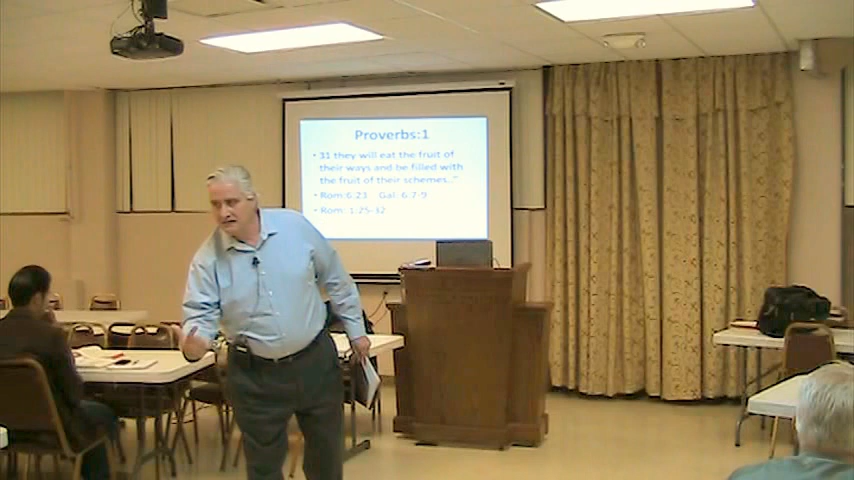 Proverbs:1
• 31 they will eat the fruit of
their ways and be filled with
the fruit of their schemes..”
• Rom:6:23 Gal: 6:7-9
• Rom: 1:25-32